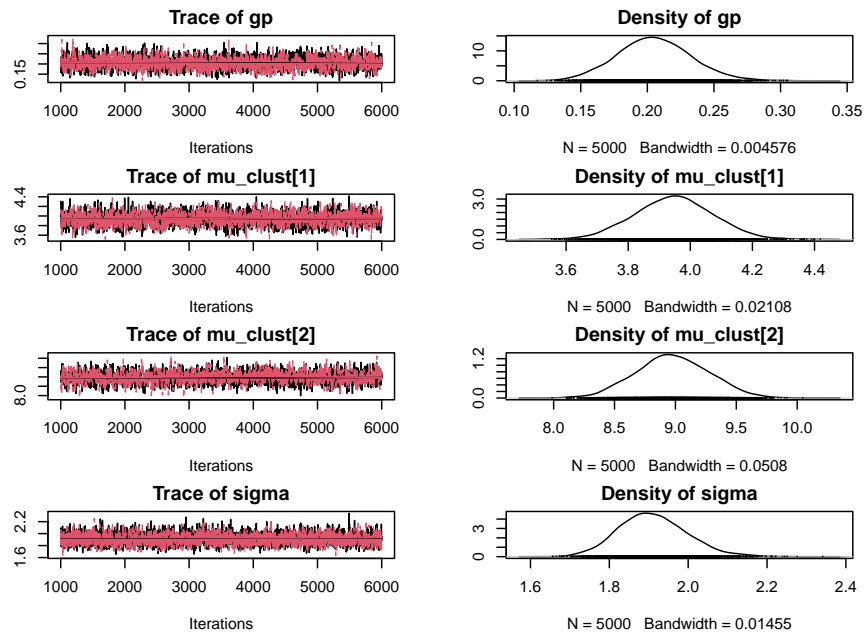 Trace of gp
0.15
1000 2000 3000 4000 5000 6000
Iterations
Density of gp
0 10
0.10 0.15 0.20 0.25 0.30 0.35
N = 5000 Bandwidth = 0.004576
Trace of mu_clust[1]
3.6 4.4
1000 2000 3000 4000 5000 6000
Iterations
Density of mu_clust[1]
0.0 3.0
3.6 3.8 4.0 4.2 4.4
N = 5000 Bandwidth = 0.02108
Trace of mu_clust[2]
8.0
1000 2000 3000 4000 5000 6000
Iterations
Density of mu_clust[2]
0.0 1.2
8.0 8.5 9.0 9.5 10.0
N = 5000 Bandwidth = 0.0508
Trace of sigma
1.6 2.2
1000 2000 3000 4000 5000 6000
Iterations
Density of sigma
0 3
1.6 1.8 2.0 2.2 2.4
N = 5000 Bandwidth = 0.01455